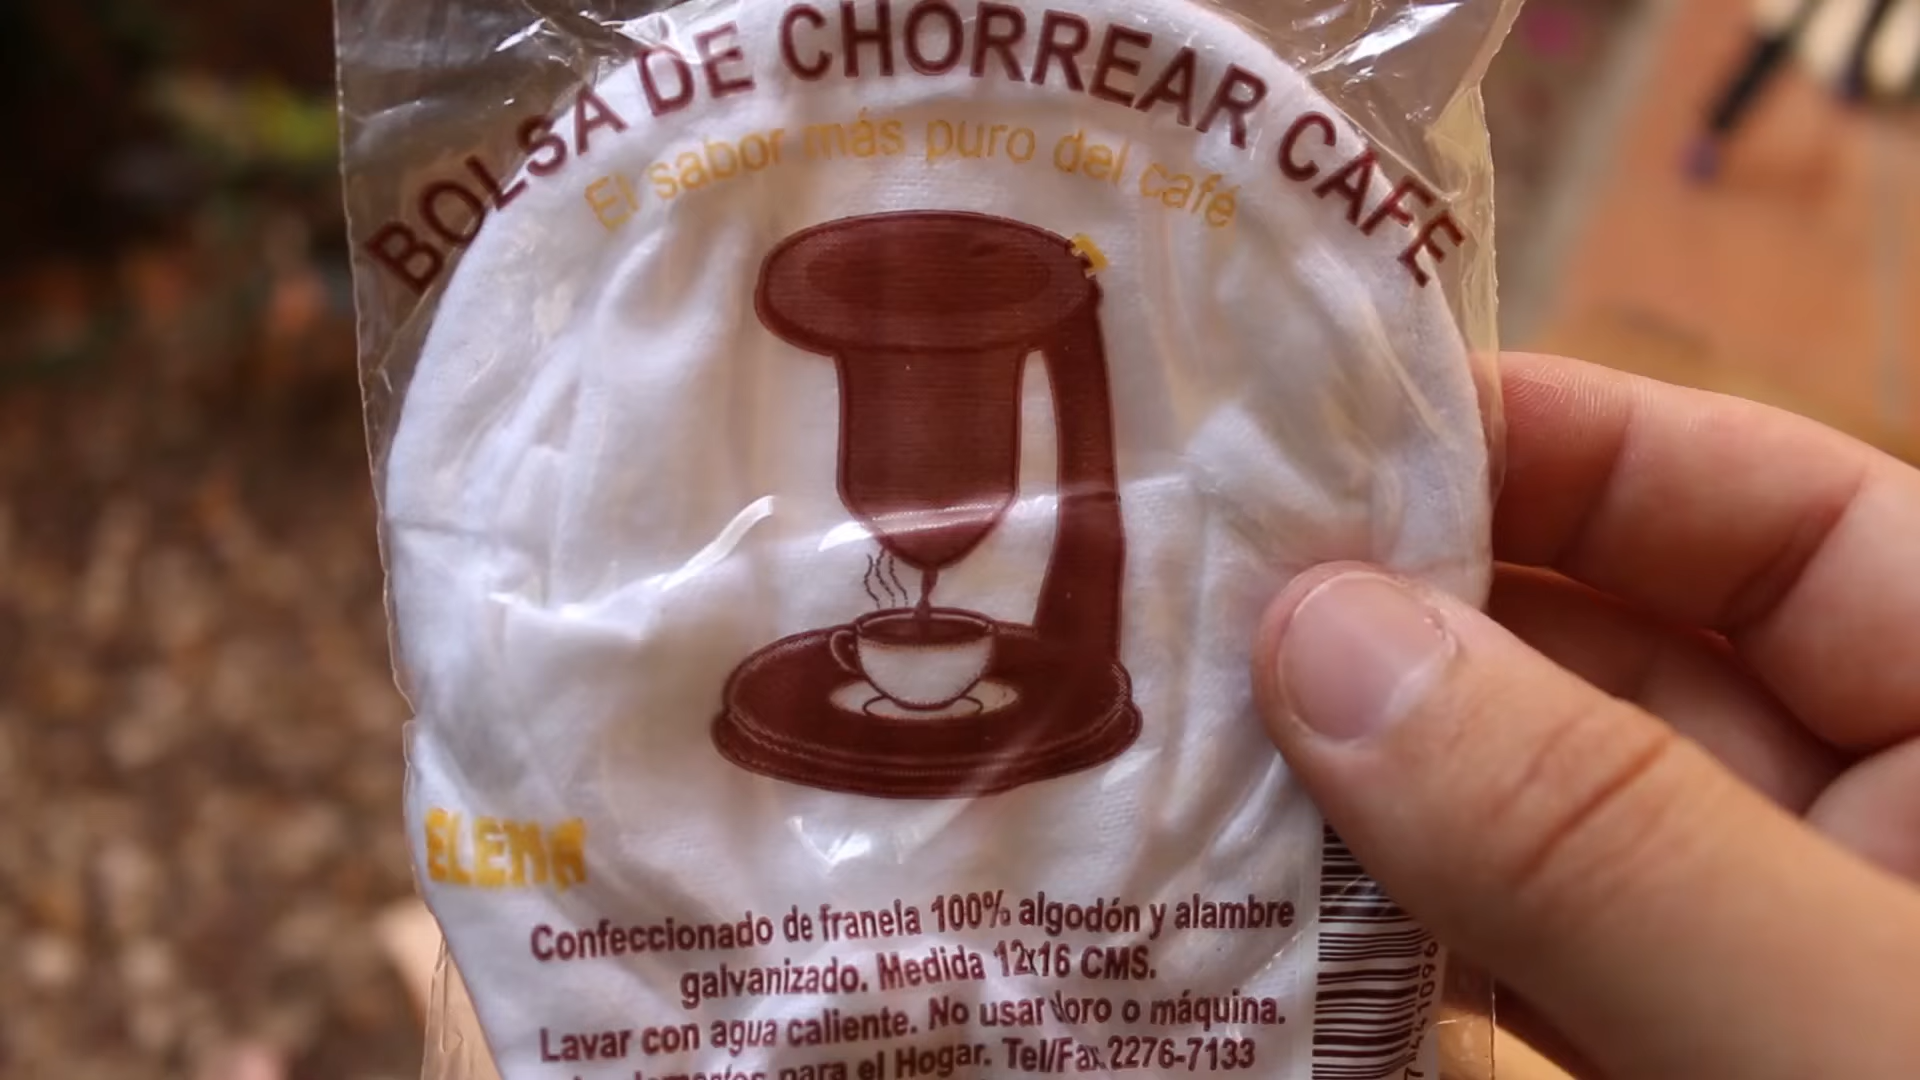 BOLSA DE CHORREAR CAFE
El sabor más puro del café
ELENA
Confeccionado de franela 100% algodón y alambre
galvanizado. Medida 12x16 CMS.
Lavar con agua caliente. No usar cloro o máquina.
para el Hogar. Tel/Fax.2276-7133